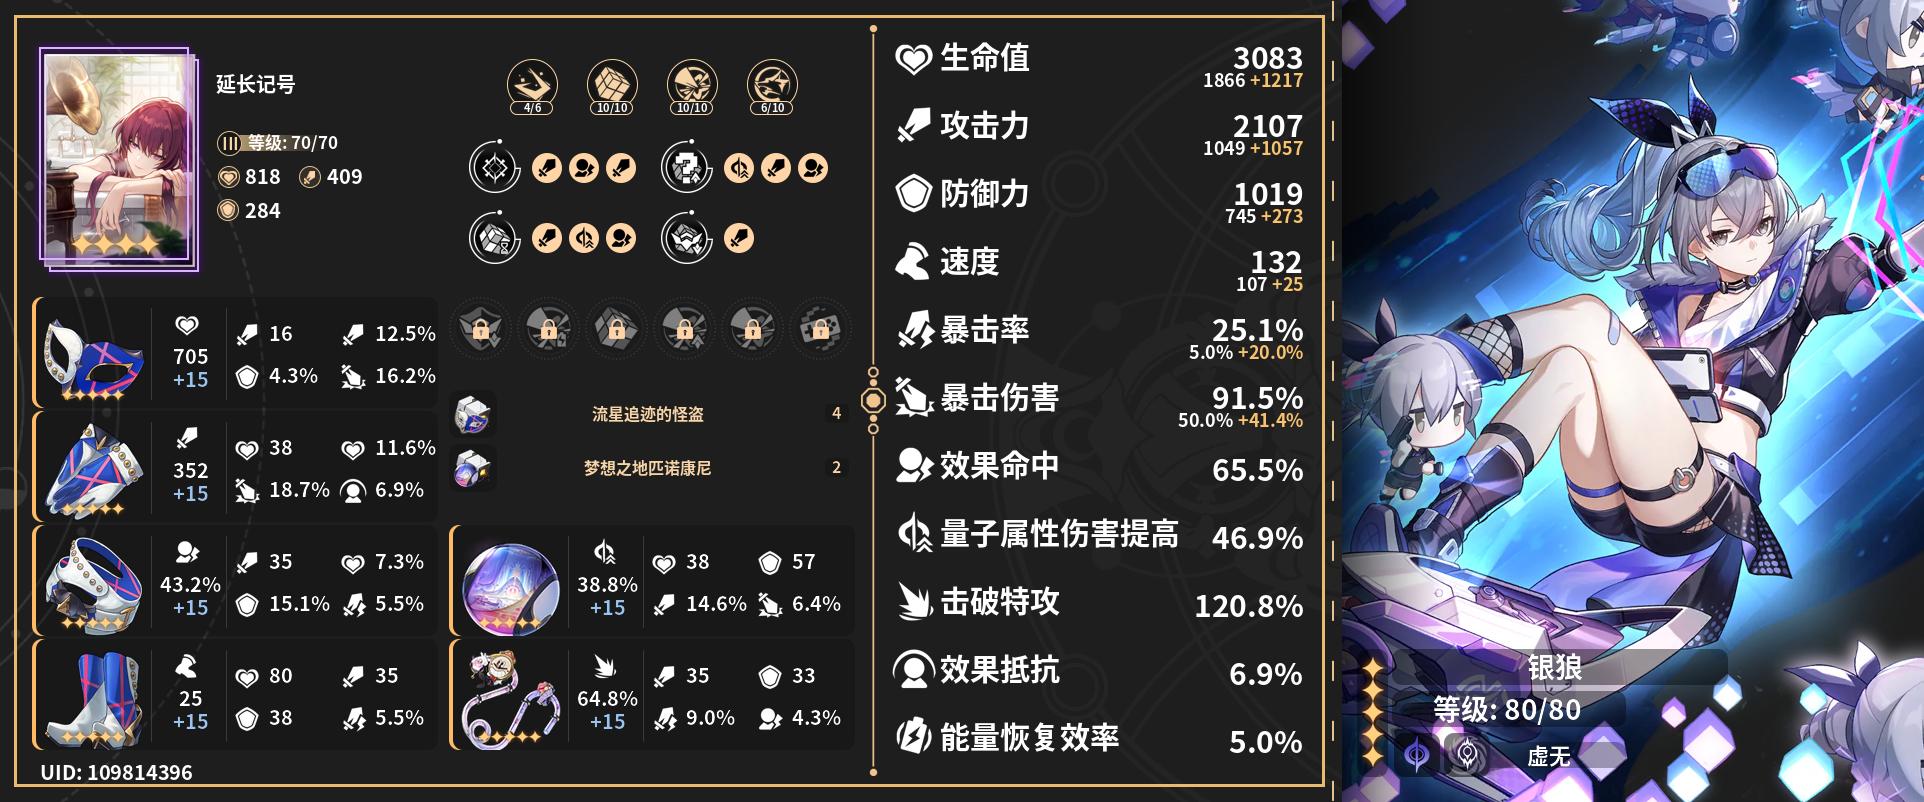 延长记号
等级: 70/70
818 409
284
4/6 10/10 10/10 6/10
705
+15
16 12.5%
4.3% 16.2%
352
+15
38 11.6%
18.7% 6.9%
43.2%
+15
35 7.3%
15.1% 5.5%
25
+15
80 35
38 5.5%
流星追迹的怪盗 4
梦想之地匹诺康尼 2
38.8%
+15
38 57
14.6% 6.4%
64.8%
+15
35 33
9.0% 4.3%
UID: 109814396
生命值 3083
1866 +1217
攻击力 2107
1049 +1057
防御力 1019
745 +273
速度 132
107 +25
暴击率 25.1%
5.0% +20.0%
暴击伤害 91.5%
50.0% +41.4%
效果命中 65.5%
量子属性伤害提高 46.9%
击破特攻 120.8%
效果抵抗 6.9%
能量恢复效率 5.0%
银狼
等级: 80/80
虚无